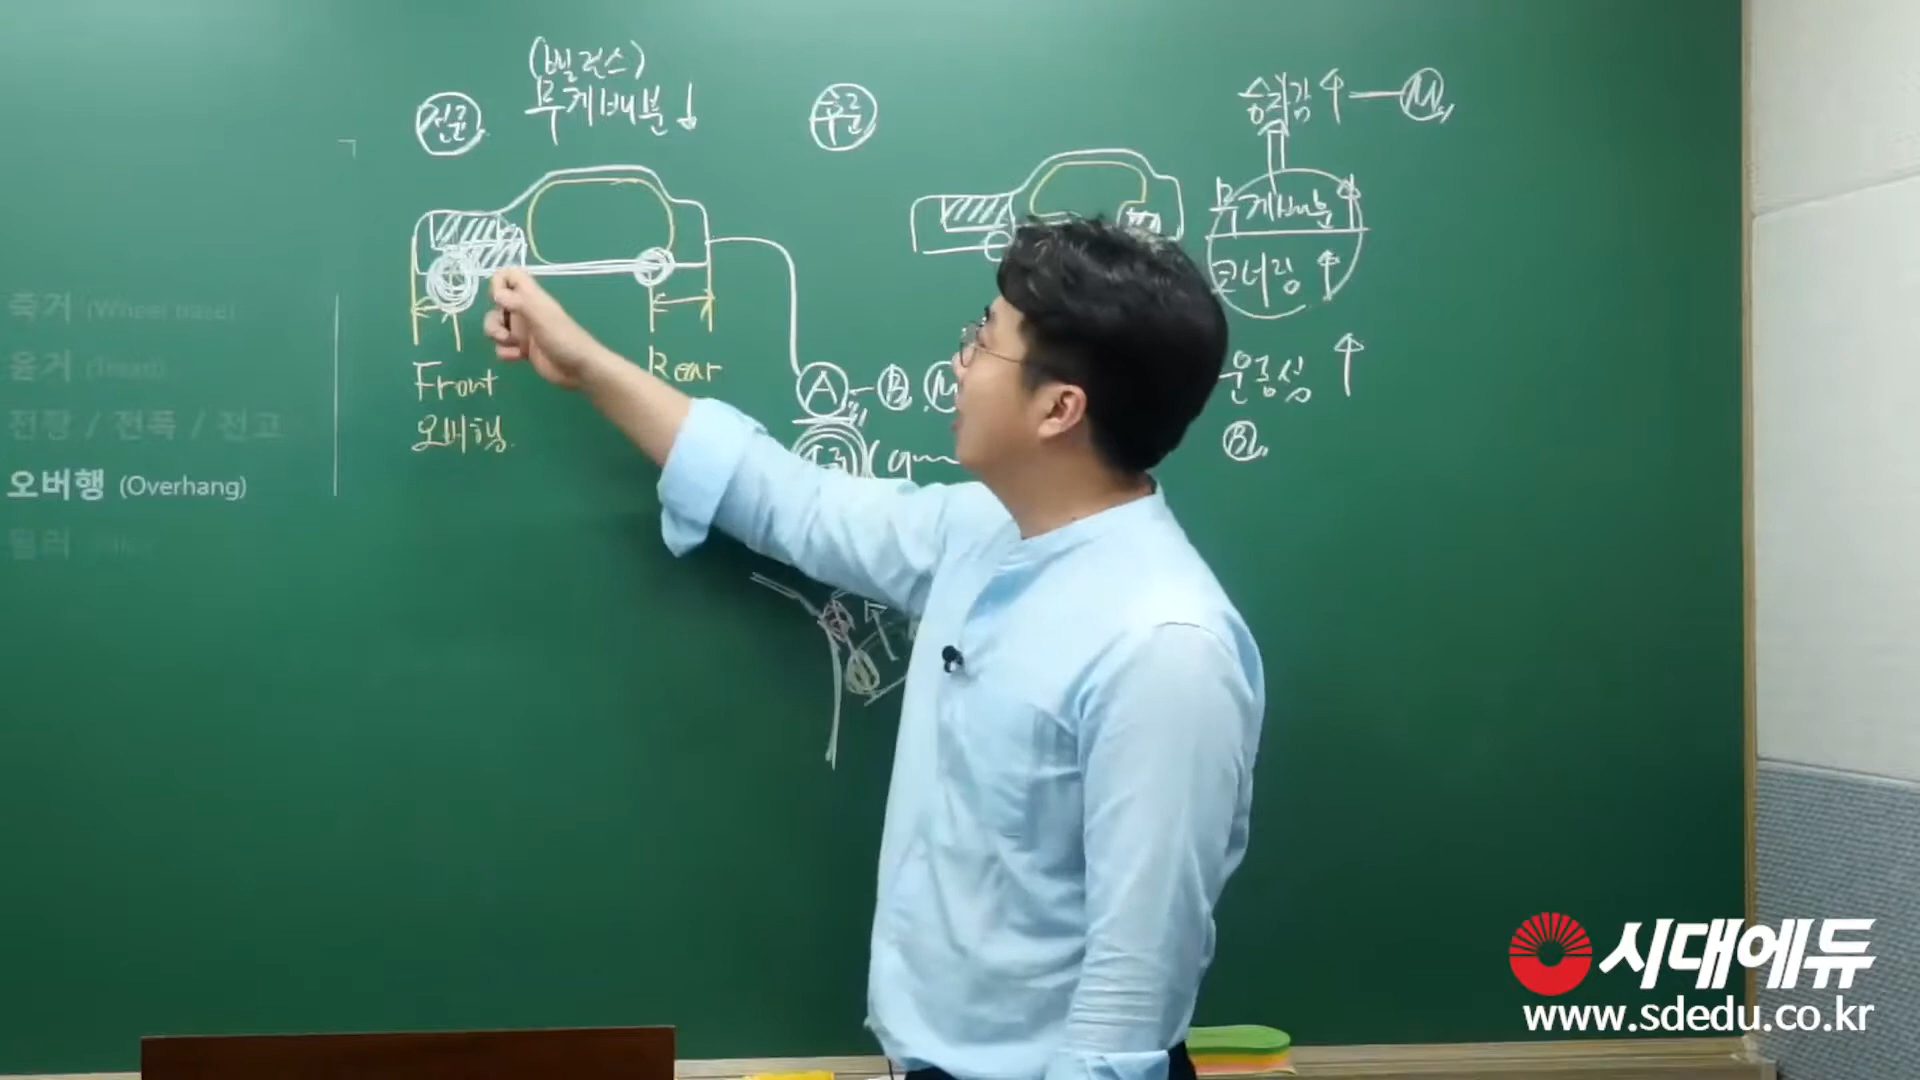 (밸런스)
무게배분↓
전륜
후륜
승차감 ↑ — M
무게배분 ↑
코너링 ↑
운동성 ↑
B
축거 (Wheel base)
윤거 (Tread)
전장 / 전폭 / 전고
오버행 (Overhang)
필러
Front
오버행
Rear
A - B, M
시대에듀
www.sdedu.co.kr